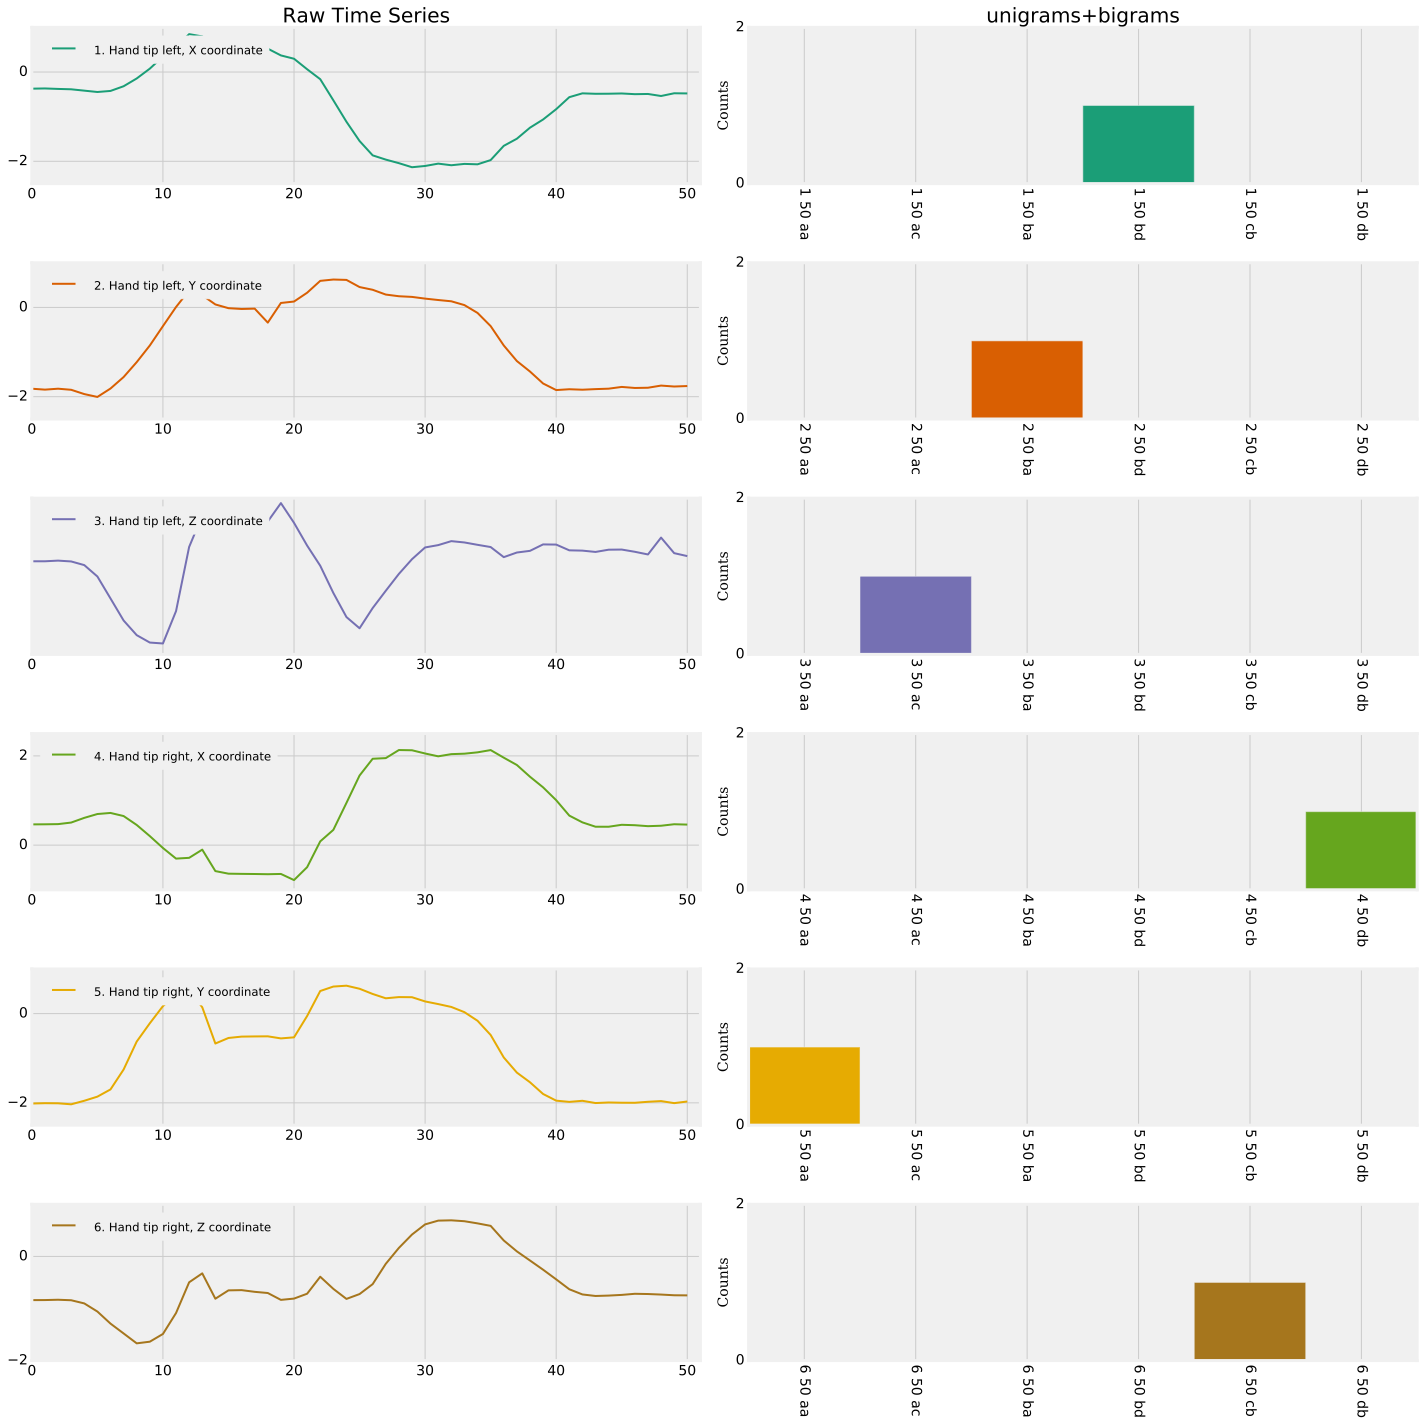 Raw Time Series
unigrams+bigrams
1. Hand tip left, X coordinate
0
−2
0 10 20 30 40 50
2
Counts
0
1 50 aa 1 50 ac 1 50 ba 1 50 bd 1 50 cb 1 50 db
2. Hand tip left, Y coordinate
0
−2
0 10 20 30 40 50
2
Counts
0
2 50 aa 2 50 ac 2 50 ba 2 50 bd 2 50 cb 2 50 db
3. Hand tip left, Z coordinate
0 10 20 30 40 50
2
Counts
0
3 50 aa 3 50 ac 3 50 ba 3 50 bd 3 50 cb 3 50 db
4. Hand tip right, X coordinate
2
0
0 10 20 30 40 50
2
Counts
0
4 50 aa 4 50 ac 4 50 ba 4 50 bd 4 50 cb 4 50 db
5. Hand tip right, Y coordinate
0
−2
0 10 20 30 40 50
2
Counts
0
5 50 aa 5 50 ac 5 50 ba 5 50 bd 5 50 cb 5 50 db
6. Hand tip right, Z coordinate
0
−2
0 10 20 30 40 50
2
Counts
0
6 50 aa 6 50 ac 6 50 ba 6 50 bd 6 50 cb 6 50 db